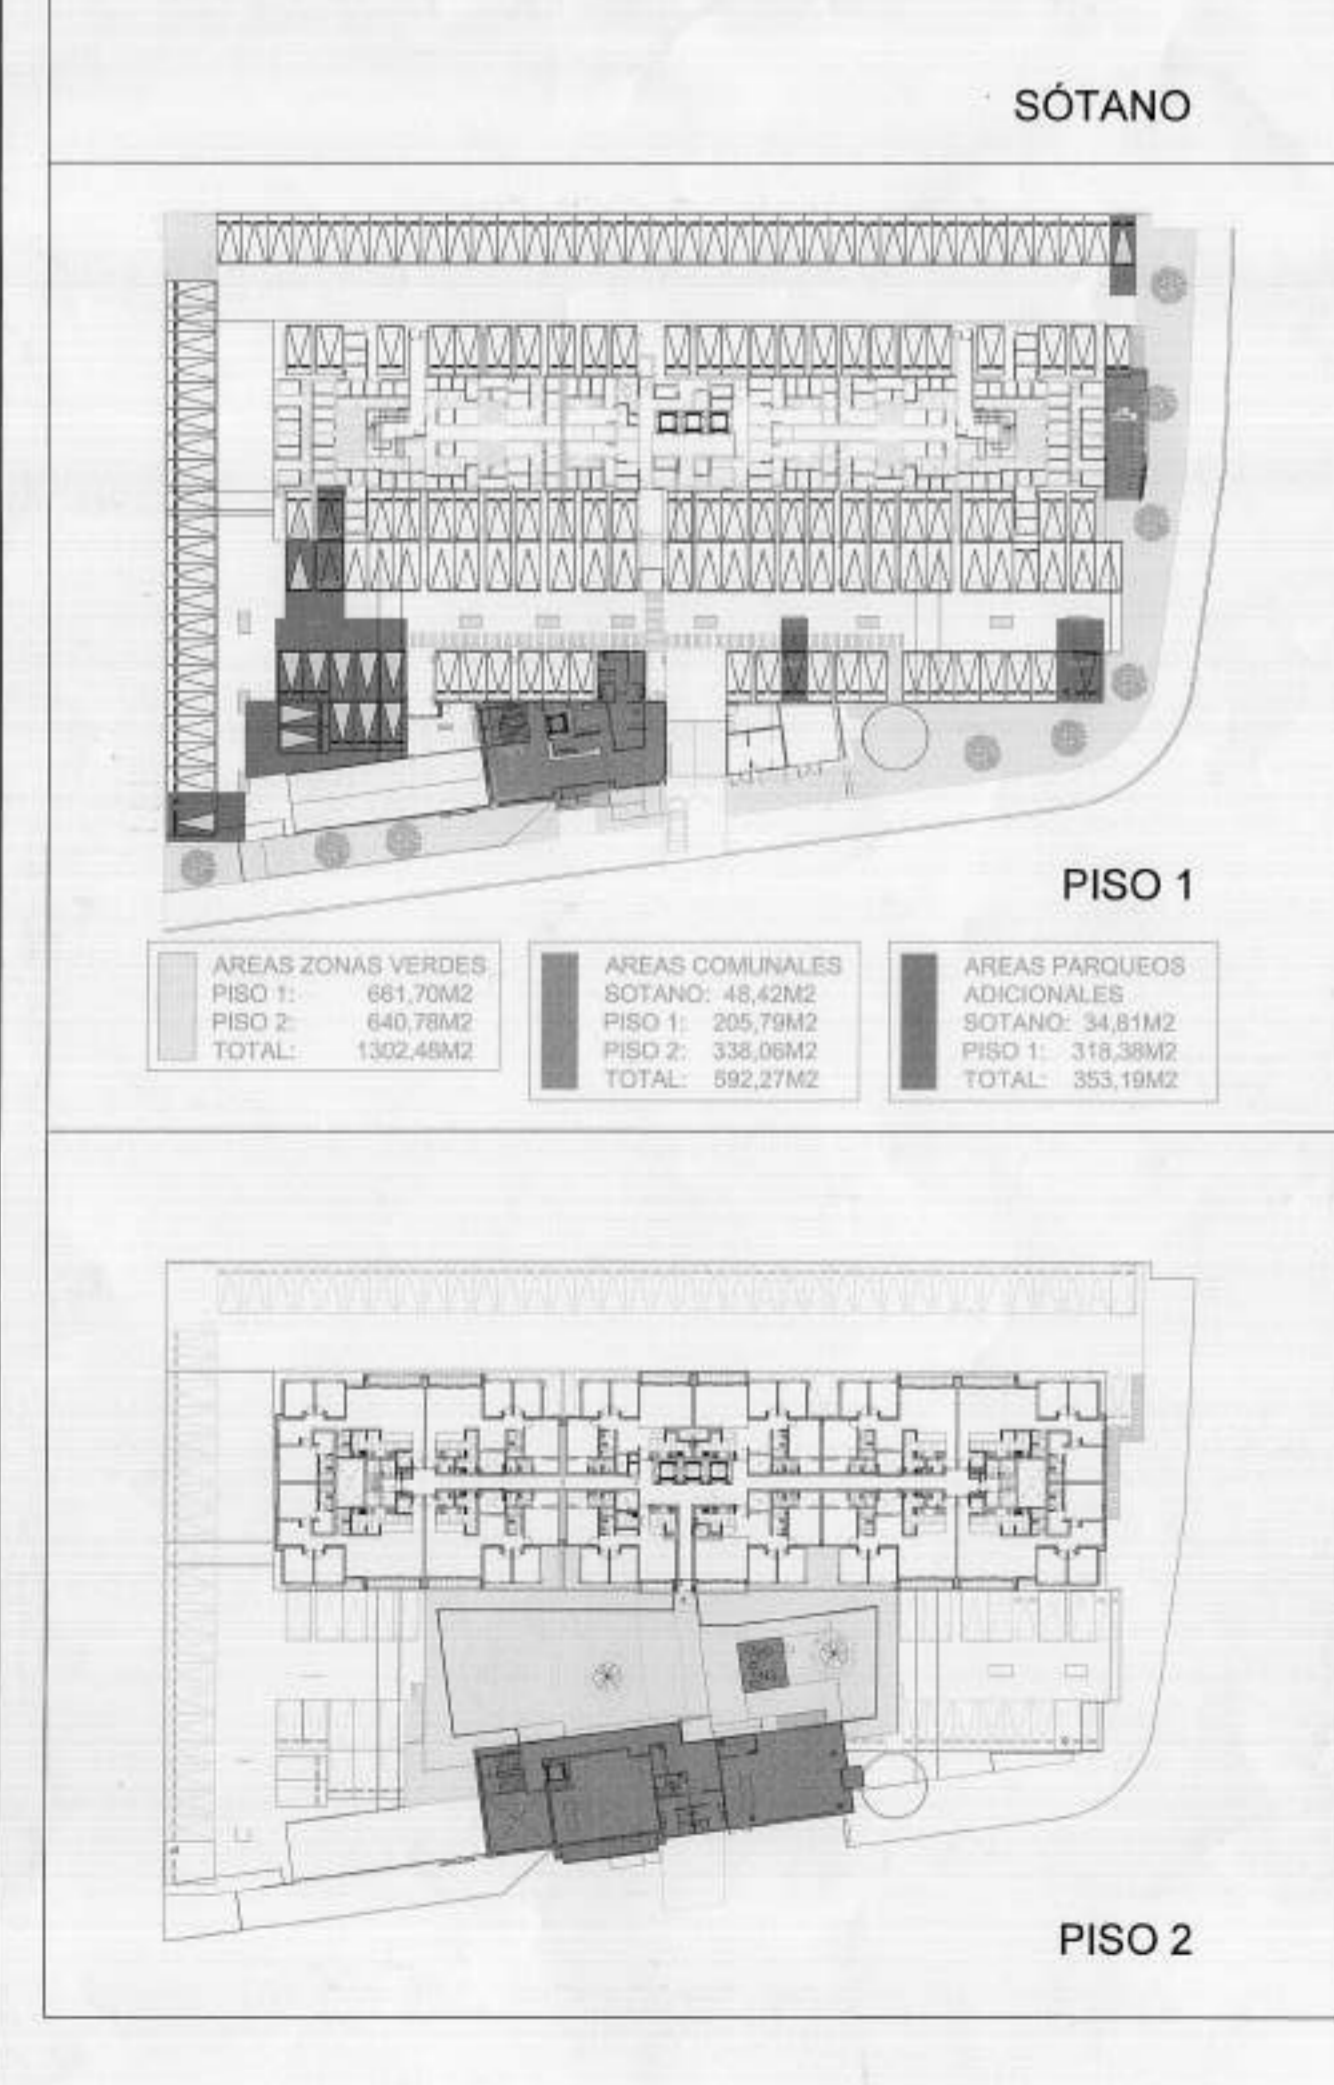 SÓTANO
PISO 1
AREAS ZONAS VERDES
PISO 1: 661,70M2
PISO 2: 640,78M2
TOTAL: 1302,48M2
AREAS COMUNALES
SOTANO: 48,42M2
PISO 1: 205,79M2
PISO 2: 338,06M2
TOTAL: 592,27M2
AREAS PARQUEOS
ADICIONALES
SOTANO: 34,81M2
PISO 1: 318,38M2
TOTAL: 353,19M2
PISO 2